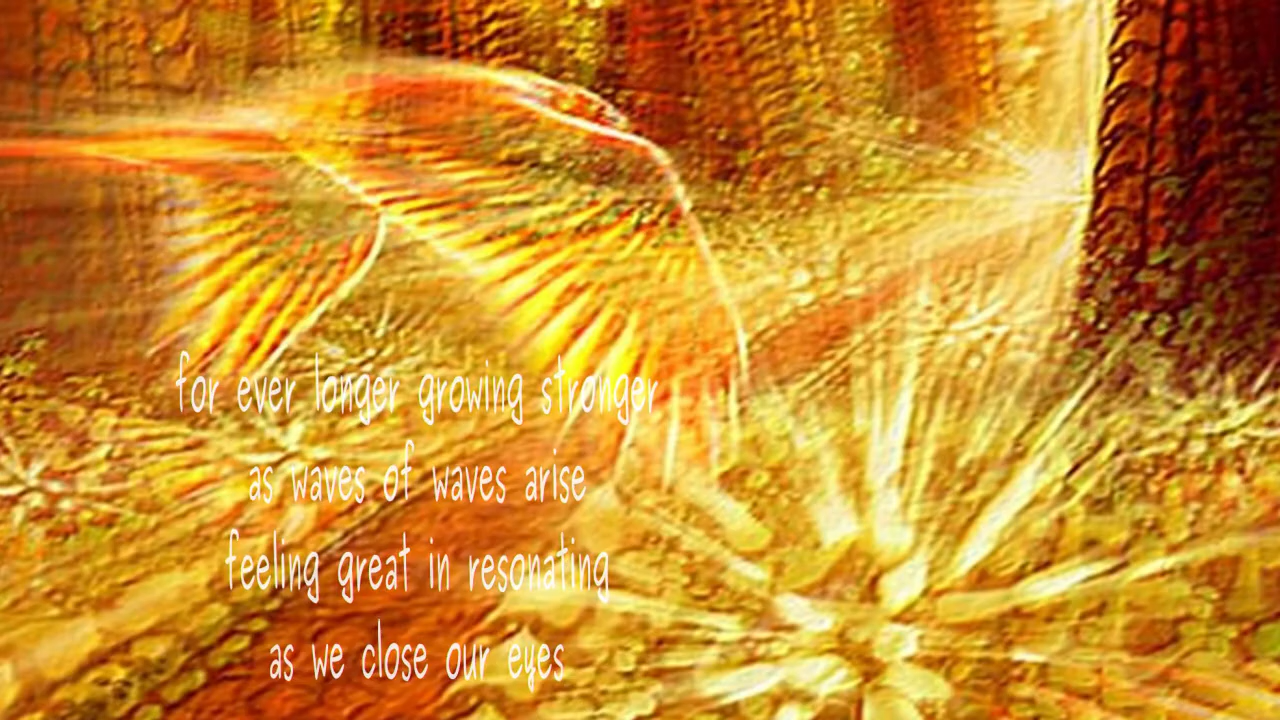 for ever longer growing stronger
as waves of waves arise
feeling great in resonating
as we close our eyes